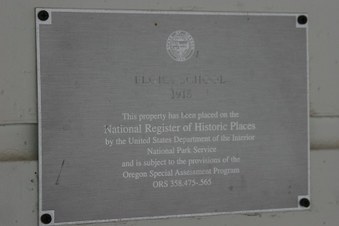 1915
This property has been placed on the
National Register of Historic Places
by the United States Department of the Interior
National Park Service
and is subject to the provisions of the
Oregon Special Assessment Program
ORS 358.475-.565